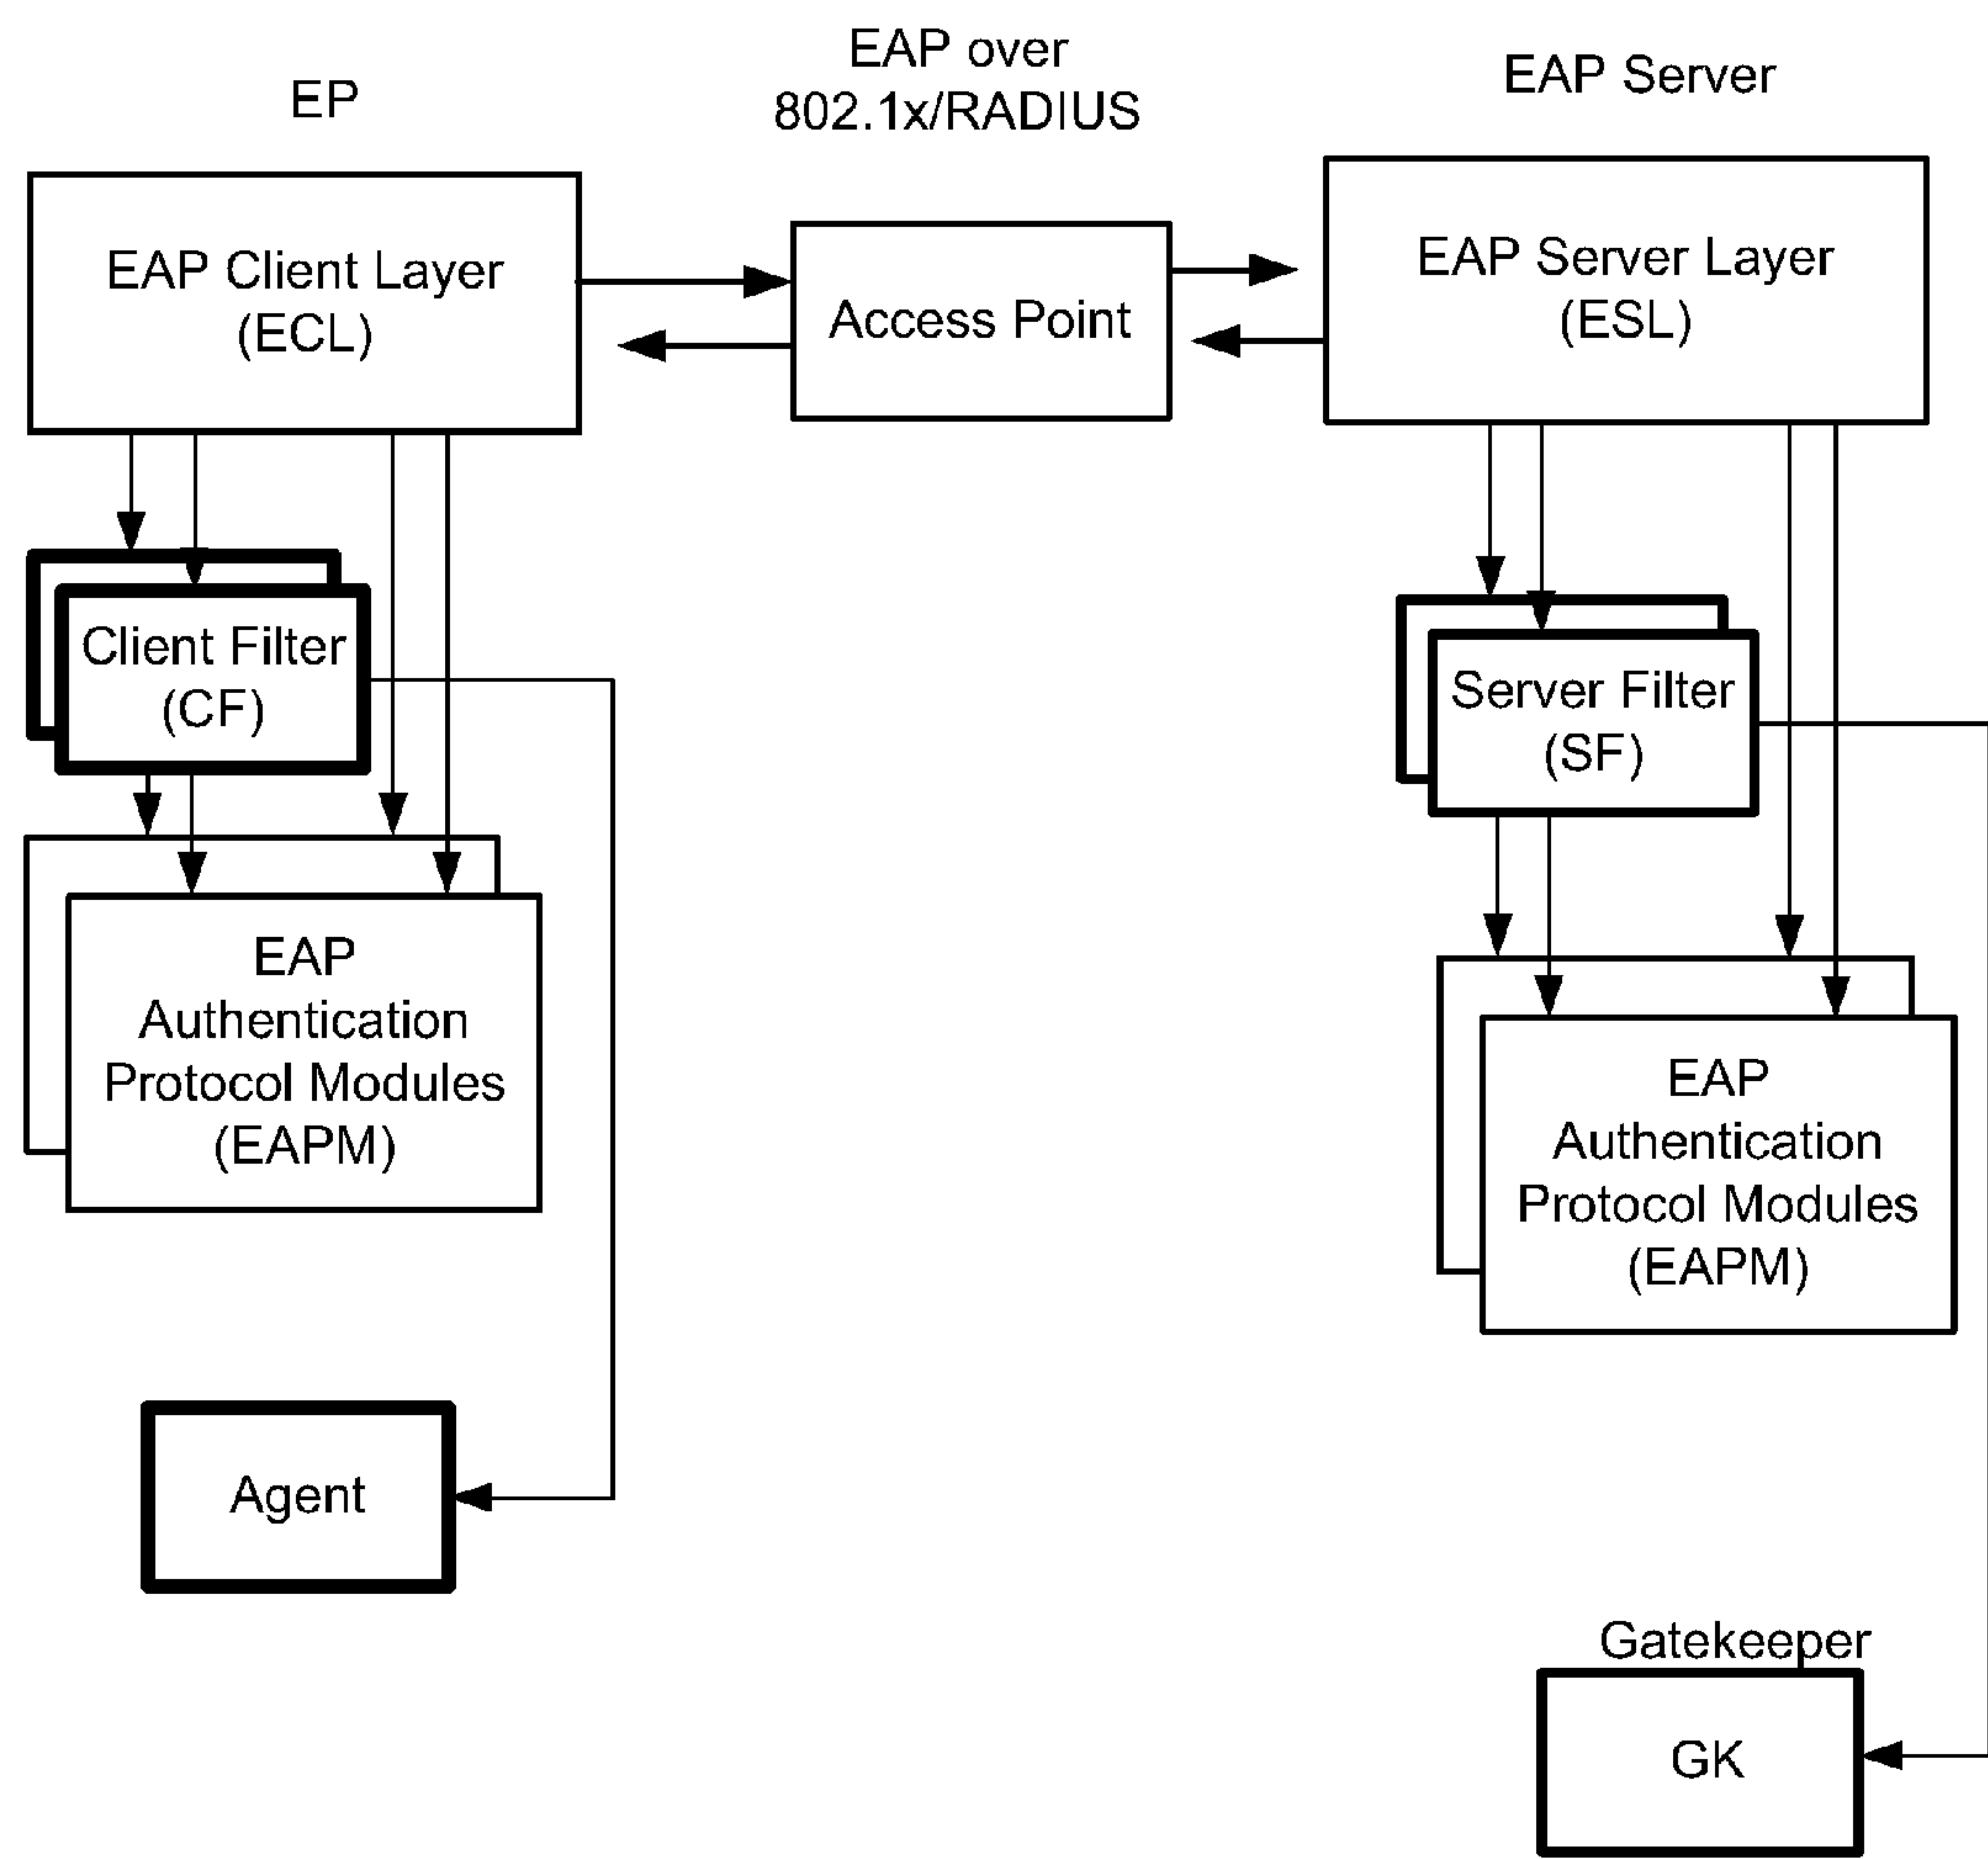 EP
EAP over
802.1x/RADIUS
EAP Server
EAP Client Layer
(ECL)
Access Point
EAP Server Layer
(ESL)
Client Filter
(CF)
Server Filter
(SF)
EAP
Authentication
Protocol Modules
(EAPM)
EAP
Authentication
Protocol Modules
(EAPM)
Agent
Gatekeeper
GK